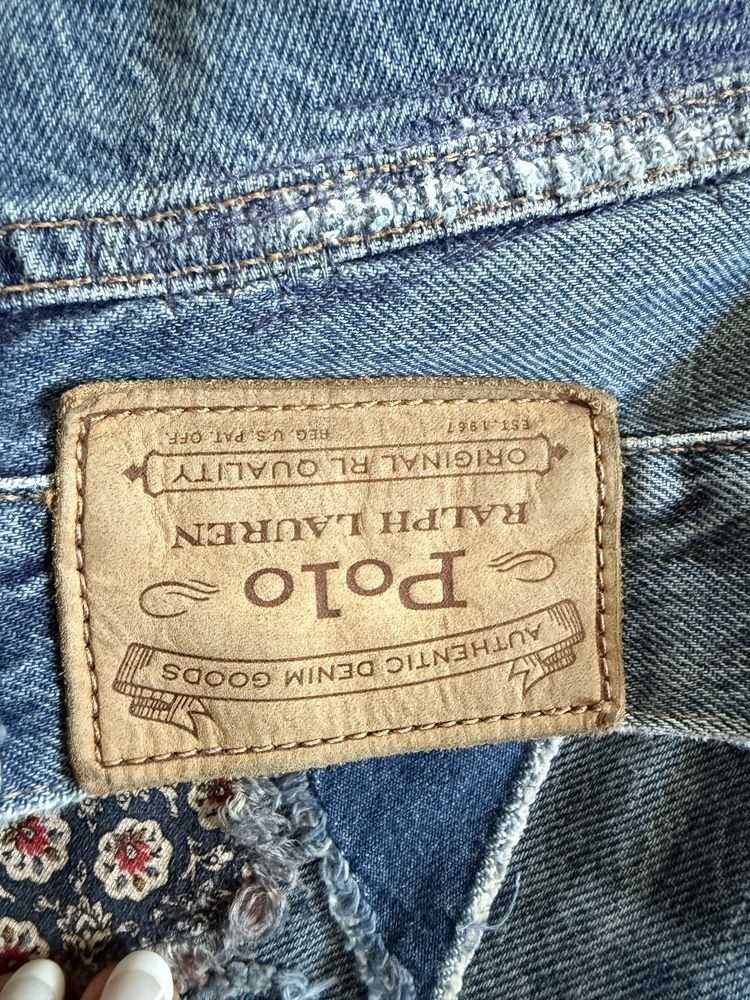 AUTHENTIC DENIM GOODS
Polo
RALPH LAUREN
ORIGINAL RL QUALITY
EST. 1967 REG. U.S. PAT. OFF.